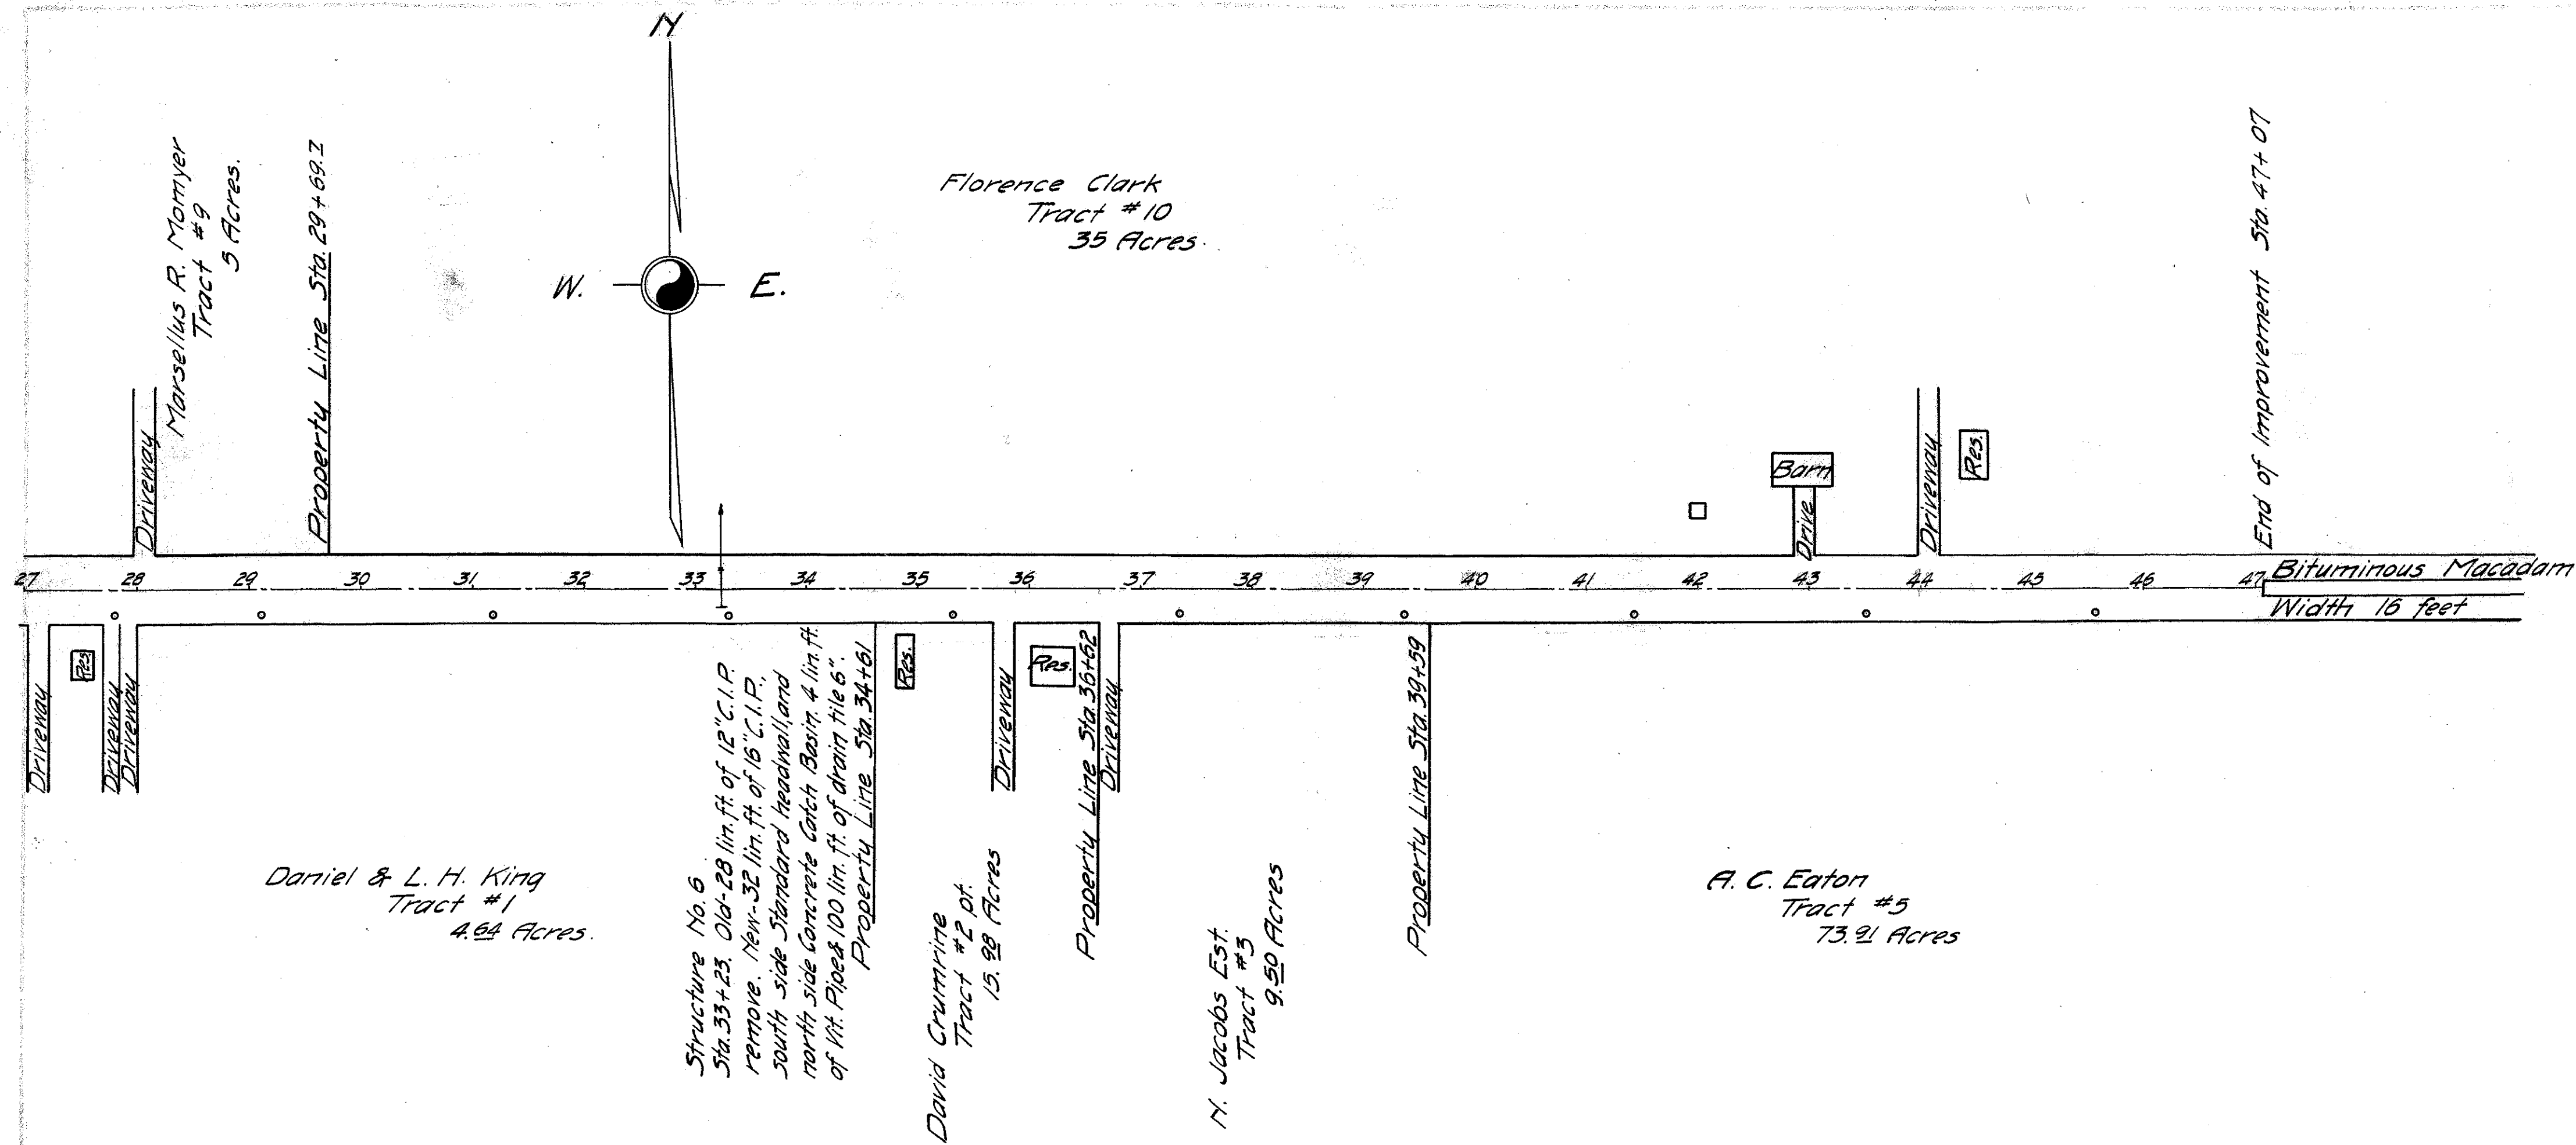 N
W. E.
Marsellus R. Momyer
Tract #9
5 Acres.
Property Line Sta. 29+69.2
Florence Clark
Tract #10
35 Acres.
End of Improvement Sta. 47+07
Driveway
Barn
Drive
Driveway
Res.
27 28 29 30 31 32 33 34 35 36 37 38 39 40 41 42 43 44 45 46 47
Bituminous Macadam
Width 16 feet
Driveway
Res.
Driveway
Driveway
Daniel & L. H. King
Tract #1
4.64 Acres.
Structure No. 6
Sta. 33+23. Old-28 lin. ft. of 12" C.I.P.
remove. New-32 lin. ft. of 16" C.I.P.,
south side Standard headwall, and
north side Concrete Catch Basin. 4 lin. ft.
of Vit. Pipe & 100 lin. ft. of drain tile 6".
Property Line Sta. 34+61
Res.
David Crumrine
Tract #2 pt.
15.98 Acres
Driveway
Res.
Property Line Sta. 36+62
Driveway
N. Jacobs Est.
Tract #3
9.50 Acres
Property Line Sta. 39+59
A. C. Eaton
Tract #5
73.91 Acres